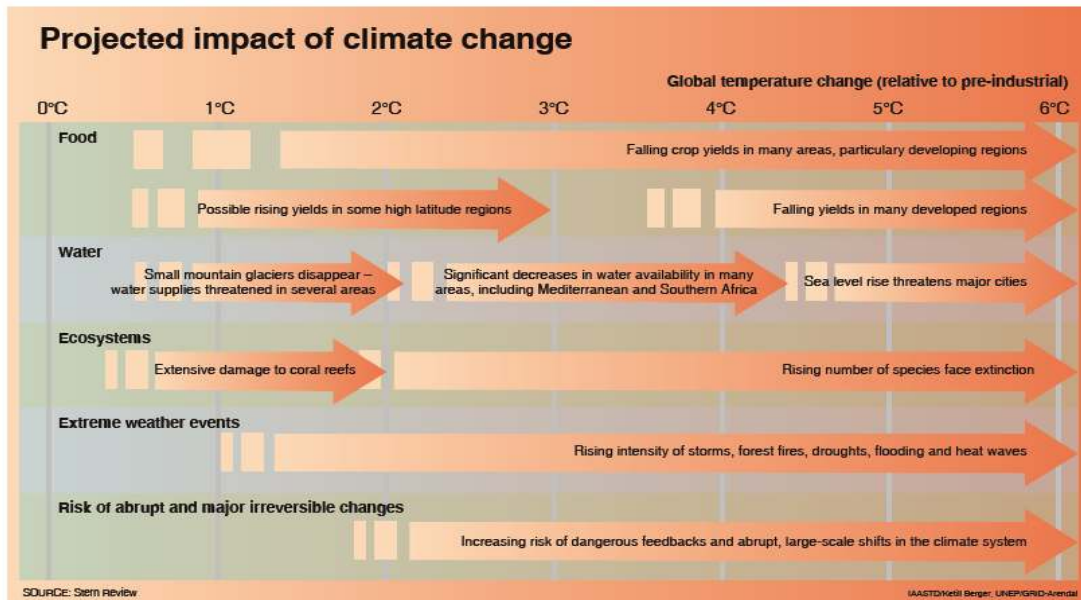 Projected impact of climate change
Global temperature change (relative to pre-industrial)
0°C 1°C 2°C 3°C 4°C 5°C 6°C
Food
Falling crop yields in many areas, particulary developing regions
Possible rising yields in some high latitude regions
Falling yields in many developed regions
Water
Small mountain glaciers disappear –
water supplies threatened in several areas
Significant decreases in water availability in many
areas, including Mediterranean and Southern Africa
Sea level rise threatens major cities
Ecosystems
Extensive damage to coral reefs
Rising number of species face extinction
Extreme weather events
Rising intensity of storms, forest fires, droughts, flooding and heat waves
Risk of abrupt and major irreversible changes
Increasing risk of dangerous feedbacks and abrupt, large-scale shifts in the climate system
SOURCE: Stern Review
IAASTD/Ketill Berger, UNEP/GRID-Arendal